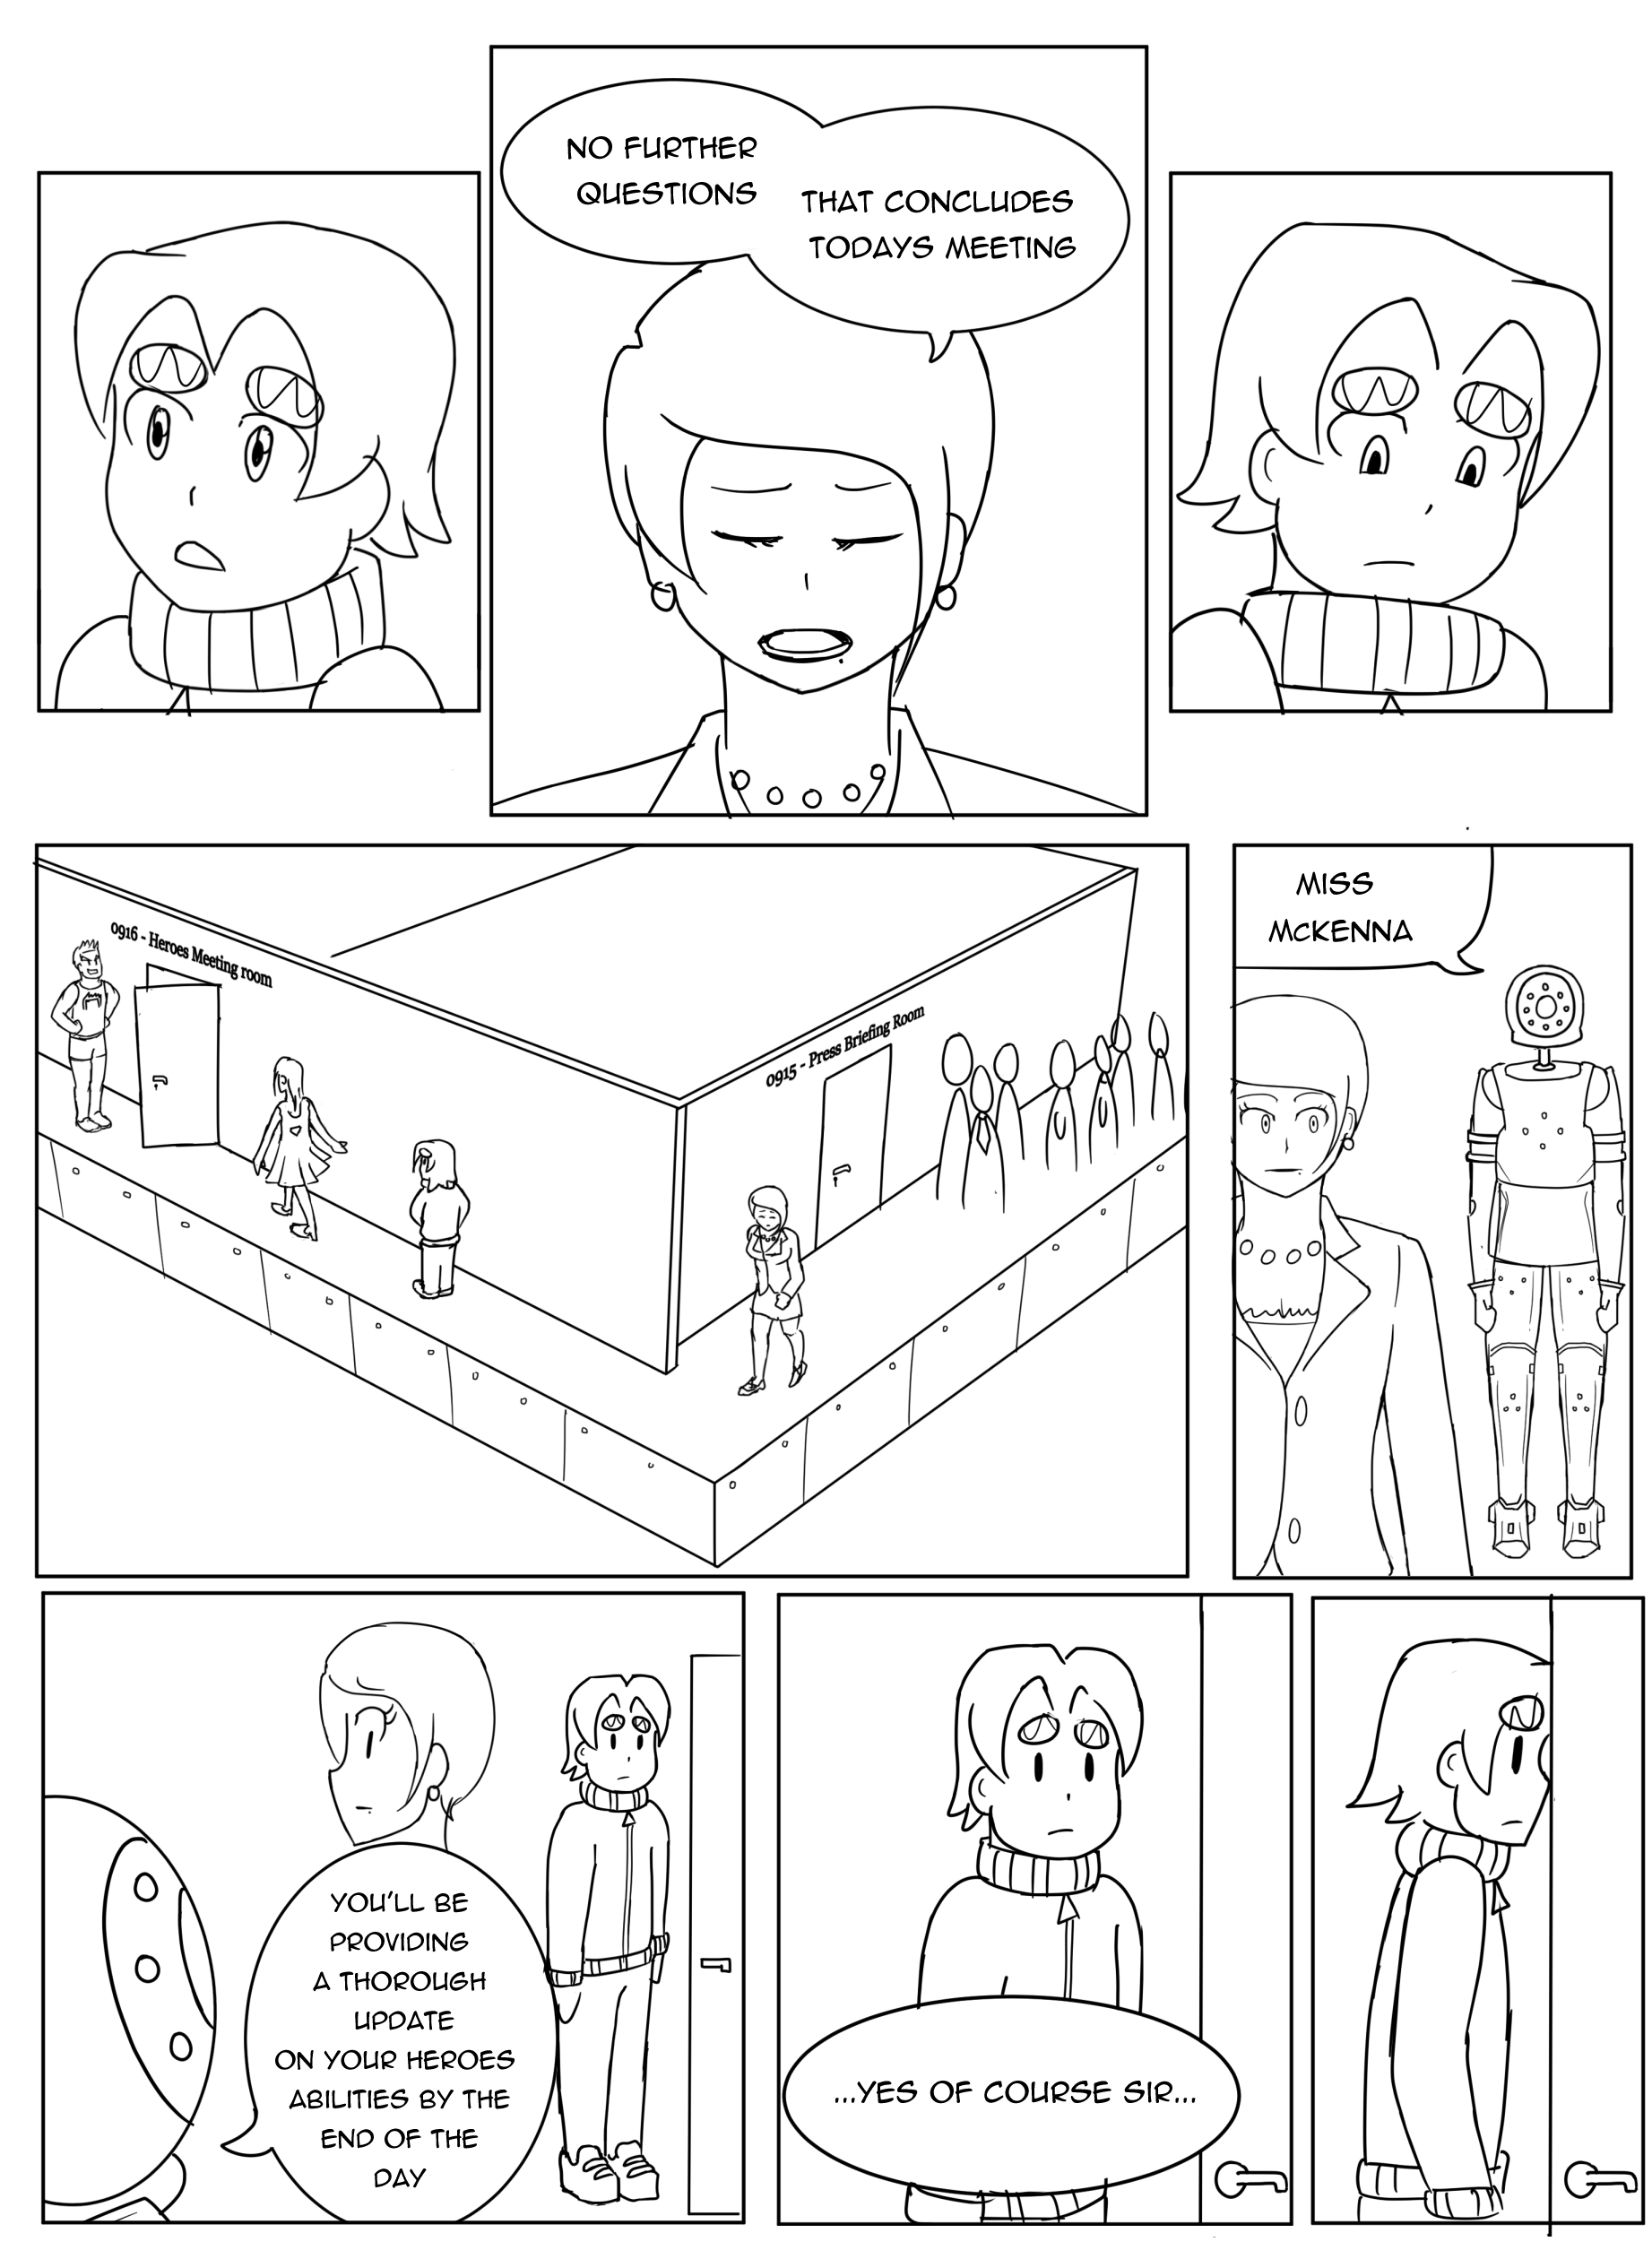 NO FURTHER
QUESTIONS
THAT CONCLUDES
TODAYS MEETING
0916 - Heroes Meeting room
0915 - Press Briefing Room
MISS
McKENNA
YOU'LL BE
PROVIDING
A THOROUGH
UPDATE
ON YOUR HEROES
ABILITIES BY THE
END OF THE
DAY
...YES OF COURSE SIR...